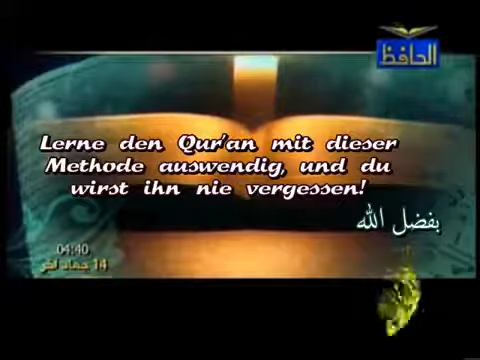 الحافظ
Lerne den Qur'an mit dieser
Methode auswendig, und du
wirst ihn nie vergessen!
بفضل الله
04:40
14 جماد آخر